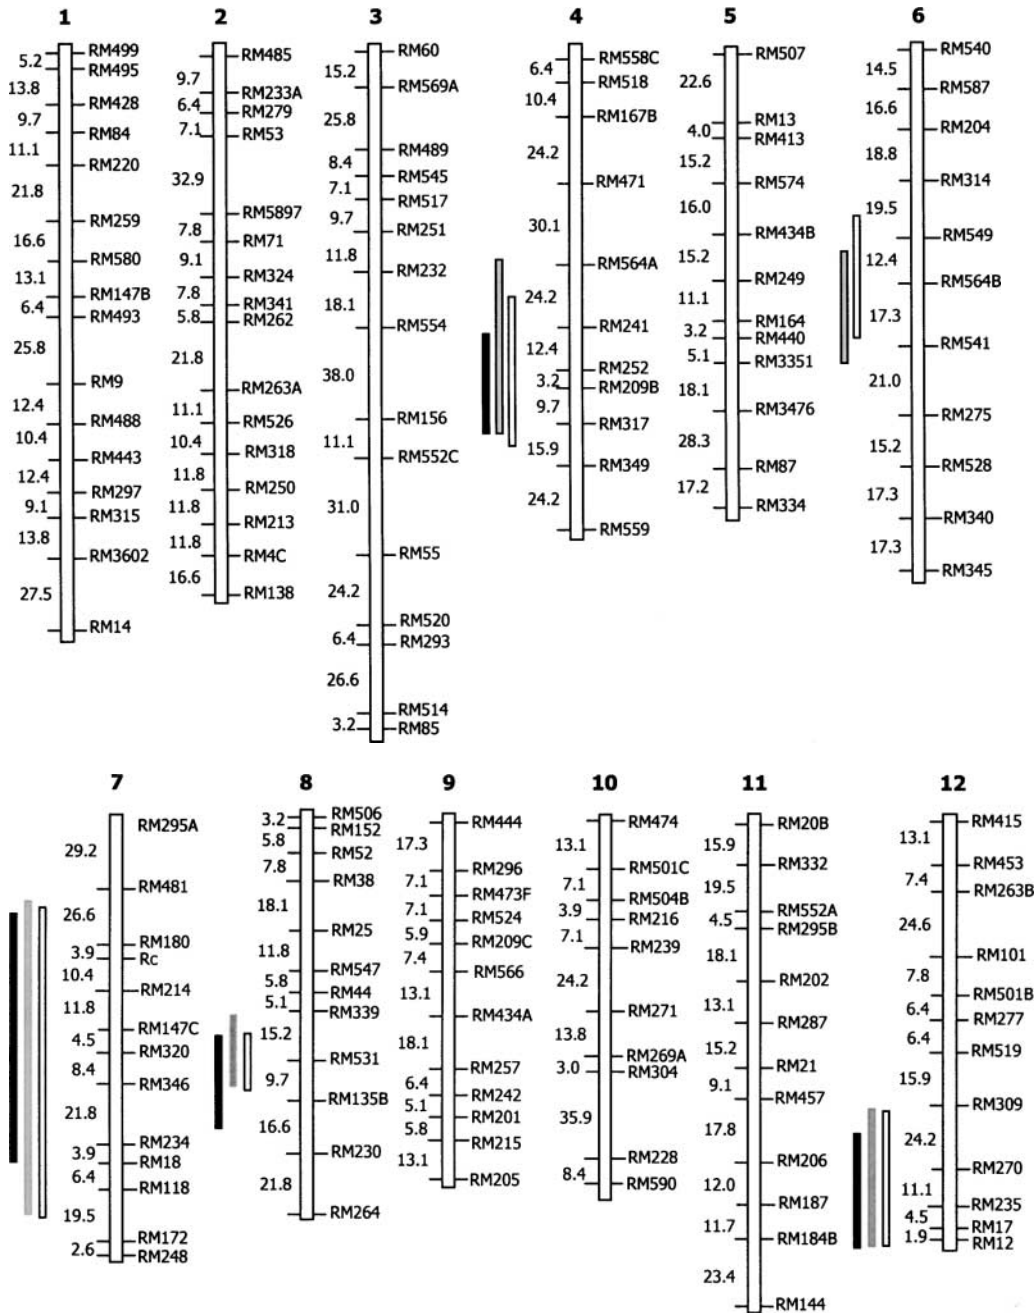 1 2 3 4 5 6
RM499
5.2
RM495
13.8
RM428
9.7
RM84
11.1
RM220
21.8
RM259
16.6
RM580
13.1
RM147B
6.4
RM493
25.8
RM9
12.4
RM488
10.4
RM443
12.4
RM297
9.1
RM315
13.8
RM3602
27.5
RM14
RM485
9.7
RM233A
6.4
RM279
7.1
RM53
32.9
RM5897
7.8
RM71
9.1
RM324
7.8
RM341
5.8
RM262
21.8
RM263A
11.1
RM526
10.4
RM318
11.8
RM250
11.8
RM213
11.8
RM4C
16.6
RM138
RM60
15.2
RM569A
25.8
RM489
8.4
RM545
7.1
RM517
9.7
RM251
11.8
RM232
18.1
RM554
38.0
RM156
11.1
RM552C
31.0
RM55
24.2
RM520
6.4
RM293
26.6
RM514
3.2
RM85
RM558C
6.4
RM518
10.4
RM167B
24.2
RM471
30.1
RM564A
24.2
RM241
12.4
RM252
3.2
RM209B
9.7
RM317
15.9
RM349
24.2
RM559
RM507
22.6
RM13
4.0
RM413
15.2
RM574
16.0
RM434B
15.2
RM249
11.1
RM164
3.2
RM440
5.1
RM3351
18.1
RM3476
28.3
RM87
17.2
RM334
RM540
14.5
RM587
16.6
RM204
18.8
RM314
19.5
RM549
12.4
RM564B
17.3
RM541
21.0
RM275
15.2
RM528
17.3
RM340
17.3
RM345
7 8 9 10 11 12
RM295A
29.2
RM481
26.6
RM180
3.9
Rc
10.4
RM214
11.8
RM147C
4.5
RM320
8.4
RM346
21.8
RM234
3.9
RM18
6.4
RM118
19.5
RM172
2.6
RM248
RM506
3.2
RM152
5.8
RM52
7.8
RM38
18.1
RM25
11.8
RM547
5.8
RM44
5.1
RM339
15.2
RM531
9.7
RM135B
16.6
RM230
21.8
RM264
RM444
17.3
RM296
7.1
RM473F
7.1
RM524
5.9
RM209C
7.4
RM566
13.1
RM434A
18.1
RM257
6.4
RM242
5.1
RM201
5.8
RM215
13.1
RM205
RM474
13.1
RM501C
7.1
RM504B
3.9
RM216
7.1
RM239
24.2
RM271
13.8
RM269A
3.0
RM304
35.9
RM228
8.4
RM590
RM20B
15.9
RM332
19.5
RM552A
4.5
RM295B
18.1
RM202
13.1
RM287
15.2
RM21
9.1
RM457
17.8
RM206
12.0
RM187
11.7
RM184B
23.4
RM144
RM415
13.1
RM453
7.4
RM263B
24.6
RM101
7.8
RM501B
6.4
RM277
6.4
RM519
15.9
RM309
24.2
RM270
11.1
RM235
4.5
RM17
1.9
RM12